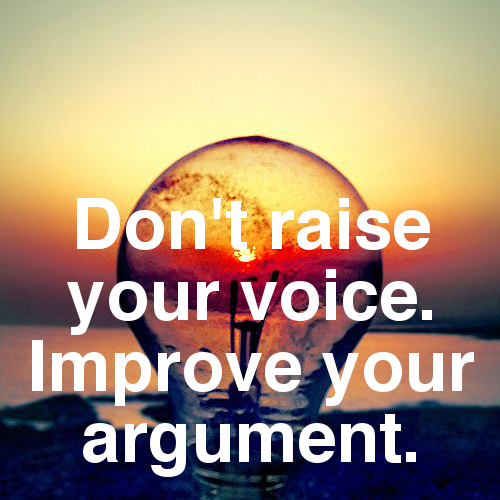 Don't raise
your voice.
Improve your
argument.